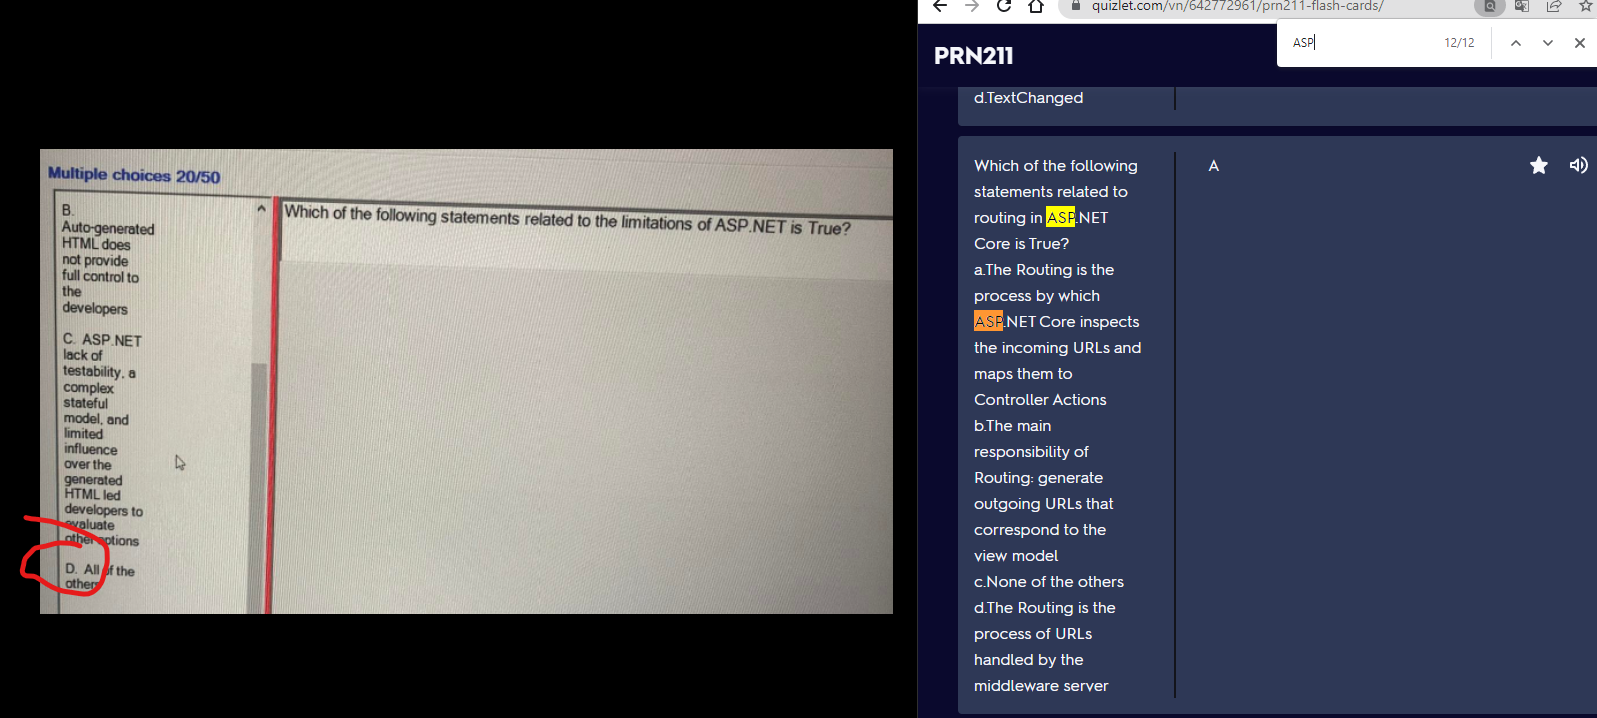 Multiple choices 20/50
B.
Auto-generated
HTML does
not provide
full control to
the
developers
C. ASP.NET
lack of
testability, a
complex
stateful
model, and
limited
influence
over the
generated
HTML led
developers to
evaluate
other options
D. All of the
others
Which of the following statements related to the limitations of ASP.NET is True?
quizlet.com/vn/642772961/prn211-flash-cards/
ASP
12/12
PRN211
d.TextChanged
Which of the following
statements related to
routing in ASP.NET
Core is True?
a.The Routing is the
process by which
ASP.NET Core inspects
the incoming URLs and
maps them to
Controller Actions
b.The main
responsibility of
Routing: generate
outgoing URLs that
correspond to the
view model
c.None of the others
d.The Routing is the
process of URLs
handled by the
middleware server
A